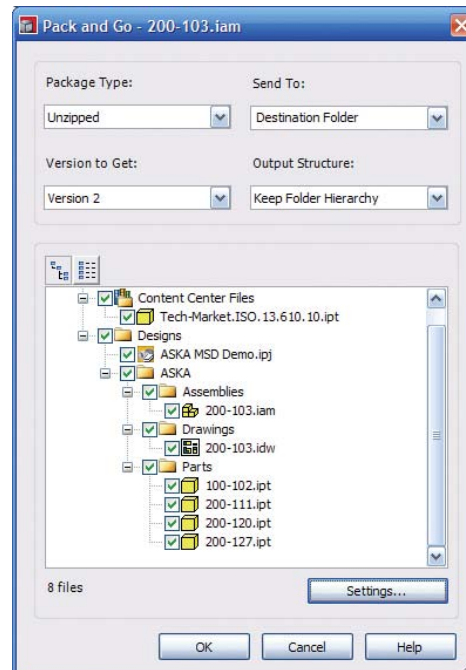 Pack and Go - 200-103.iam
Package Type:
Send To:
Unzipped
Destination Folder
Version to Get:
Output Structure:
Version 2
Keep Folder Hierarchy
Content Center Files
Tech-Market.ISO.13.610.10.ipt
Designs
ASKA MSD Demo.ipj
ASKA
Assemblies
200-103.iam
Drawings
200-103.idw
Parts
100-102.ipt
200-111.ipt
200-120.ipt
200-127.ipt
8 files
Settings...
OK
Cancel
Help